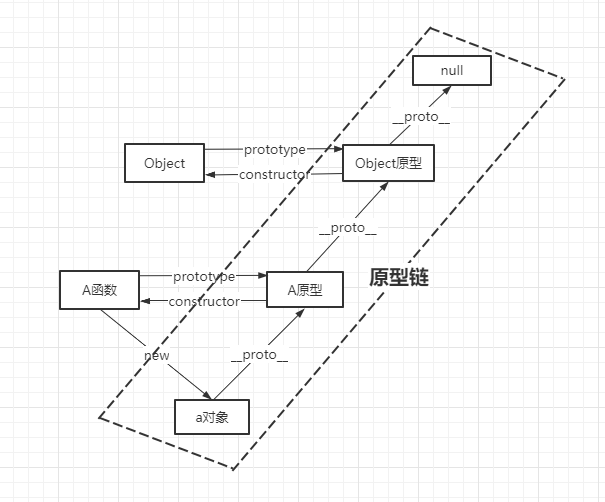 null
__proto__
Object
prototype
constructor
Object原型
__proto__
原型链
A函数
prototype
constructor
A原型
new
__proto__
a对象